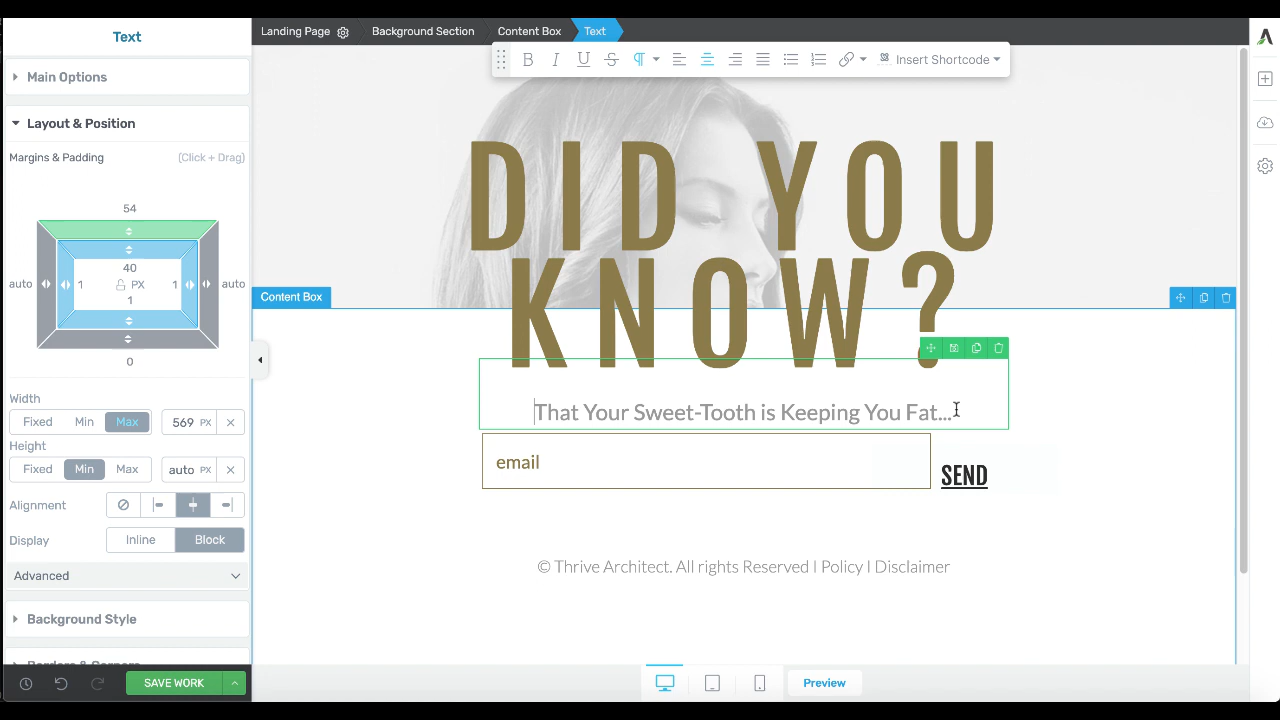 Text
Landing Page
Background Section
Content Box
Text
B I U S ¶
Insert Shortcode
Main Options
Layout & Position
Margins & Padding
(Click + Drag)
54
40
auto
1
PX
1
auto
1
0
Width
Fixed
Min
Max
569 PX
Height
Fixed
Min
Max
auto PX
Alignment
Display
Inline
Block
Advanced
Background Style
SAVE WORK
DID YOU
KNOW?
Content Box
That Your Sweet-Tooth is Keeping You Fat...
email
SEND
© Thrive Architect. All rights Reserved I Policy I Disclaimer
Preview